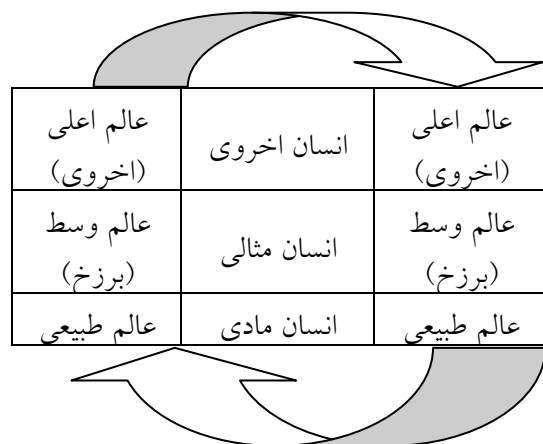 عالم اعلی
(اخروی)
انسان اخروی
عالم اعلی
(اخروی)
عالم وسط
(برزخ)
انسان مثالی
عالم وسط
(برزخ)
عالم طبیعی
انسان مادی
عالم طبیعی